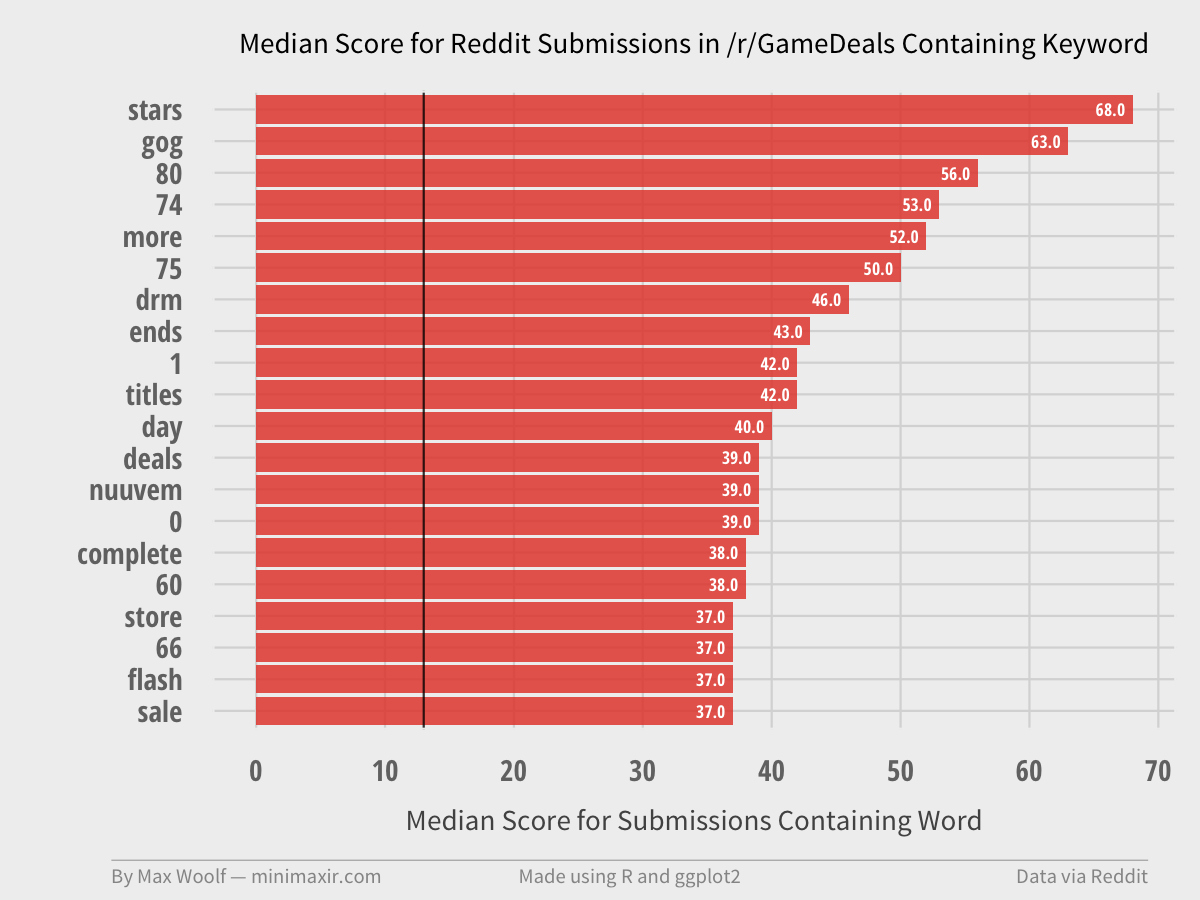 Median Score for Reddit Submissions in /r/GameDeals Containing Keyword
stars 68.0
gog 63.0
80 56.0
74 53.0
more 52.0
75 50.0
drm 46.0
ends 43.0
1 42.0
titles 42.0
day 40.0
deals 39.0
nuuvem 39.0
0 39.0
complete 38.0
60 38.0
store 37.0
66 37.0
flash 37.0
sale 37.0
0 10 20 30 40 50 60 70
Median Score for Submissions Containing Word
By Max Woolf — minimaxir.com Made using R and ggplot2 Data via Reddit